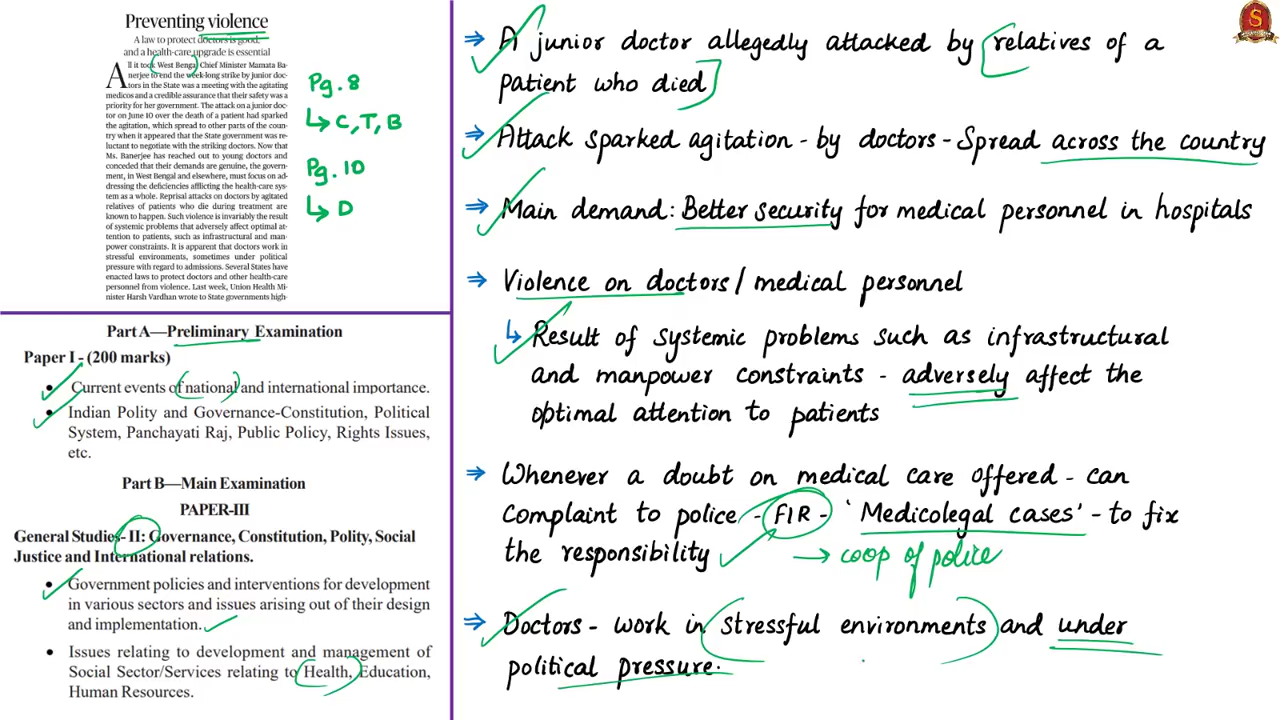 Preventing violence
A law to protect doctors is good,
and a health-care upgrade is essential
All it took West Bengal Chief Minister Mamata Ba-
nerjee to end the week-long strike by junior doc-
tors in the State was a meeting with the agitating
medicos and a credible assurance that their safety was a
priority for her government. The attack on a junior doc-
tor on June 10 over the death of a patient had sparked
the agitation, which spread to other parts of the coun-
try when it appeared that the State government was re-
luctant to negotiate with the striking doctors. Now that
Ms. Banerjee has reached out to young doctors and
conceded that their demands are genuine, the govern-
ment, in West Bengal and elsewhere, must focus on ad-
dressing the deficiencies afflicting the health-care sys-
tem as a whole. Reprisal attacks on doctors by agitated
relatives of patients who die during treatment are
known to happen. Such violence is invariably the result
of systemic problems that adversely affect optimal at-
tention to patients, such as infrastructural and man-
power constraints. It is apparent that doctors work in
stressful environments, sometimes under political
pressure with regard to admissions. Several States have
enacted laws to protect doctors and other health-care
personnel from violence. Last week, Union Health Mi-
nister Harsh Vardhan wrote to State governments high-
Pg. 8
↳ C, T, B
Pg. 10
↳ D
Part A—Preliminary Examination
Paper I - (200 marks)
• Current events of national and international importance.
• Indian Polity and Governance-Constitution, Political
System, Panchayati Raj, Public Policy, Rights Issues,
etc.
Part B—Main Examination
PAPER-III
General Studies- II: Governance, Constitution, Polity, Social
Justice and International relations.
• Government policies and interventions for development
in various sectors and issues arising out of their design
and implementation.
• Issues relating to development and management of
Social Sector/Services relating to Health, Education,
Human Resources.
⇒ A junior doctor allegedly attacked by relatives of a
patient who died
⇒ Attack sparked agitation - by doctors - Spread across the country
⇒ Main demand: Better security for medical personnel in hospitals
⇒ Violence on doctors/medical personnel
↳ Result of systemic problems such as infrastructural
and manpower constraints - adversely affect the
optimal attention to patients
⇒ Whenever a doubt on medical care offered - can
complaint to police - FIR - 'Medicolegal cases' - to fix
the responsibility
→ coop of police
⇒ Doctors - work in stressful environments and under
political pressure.
S